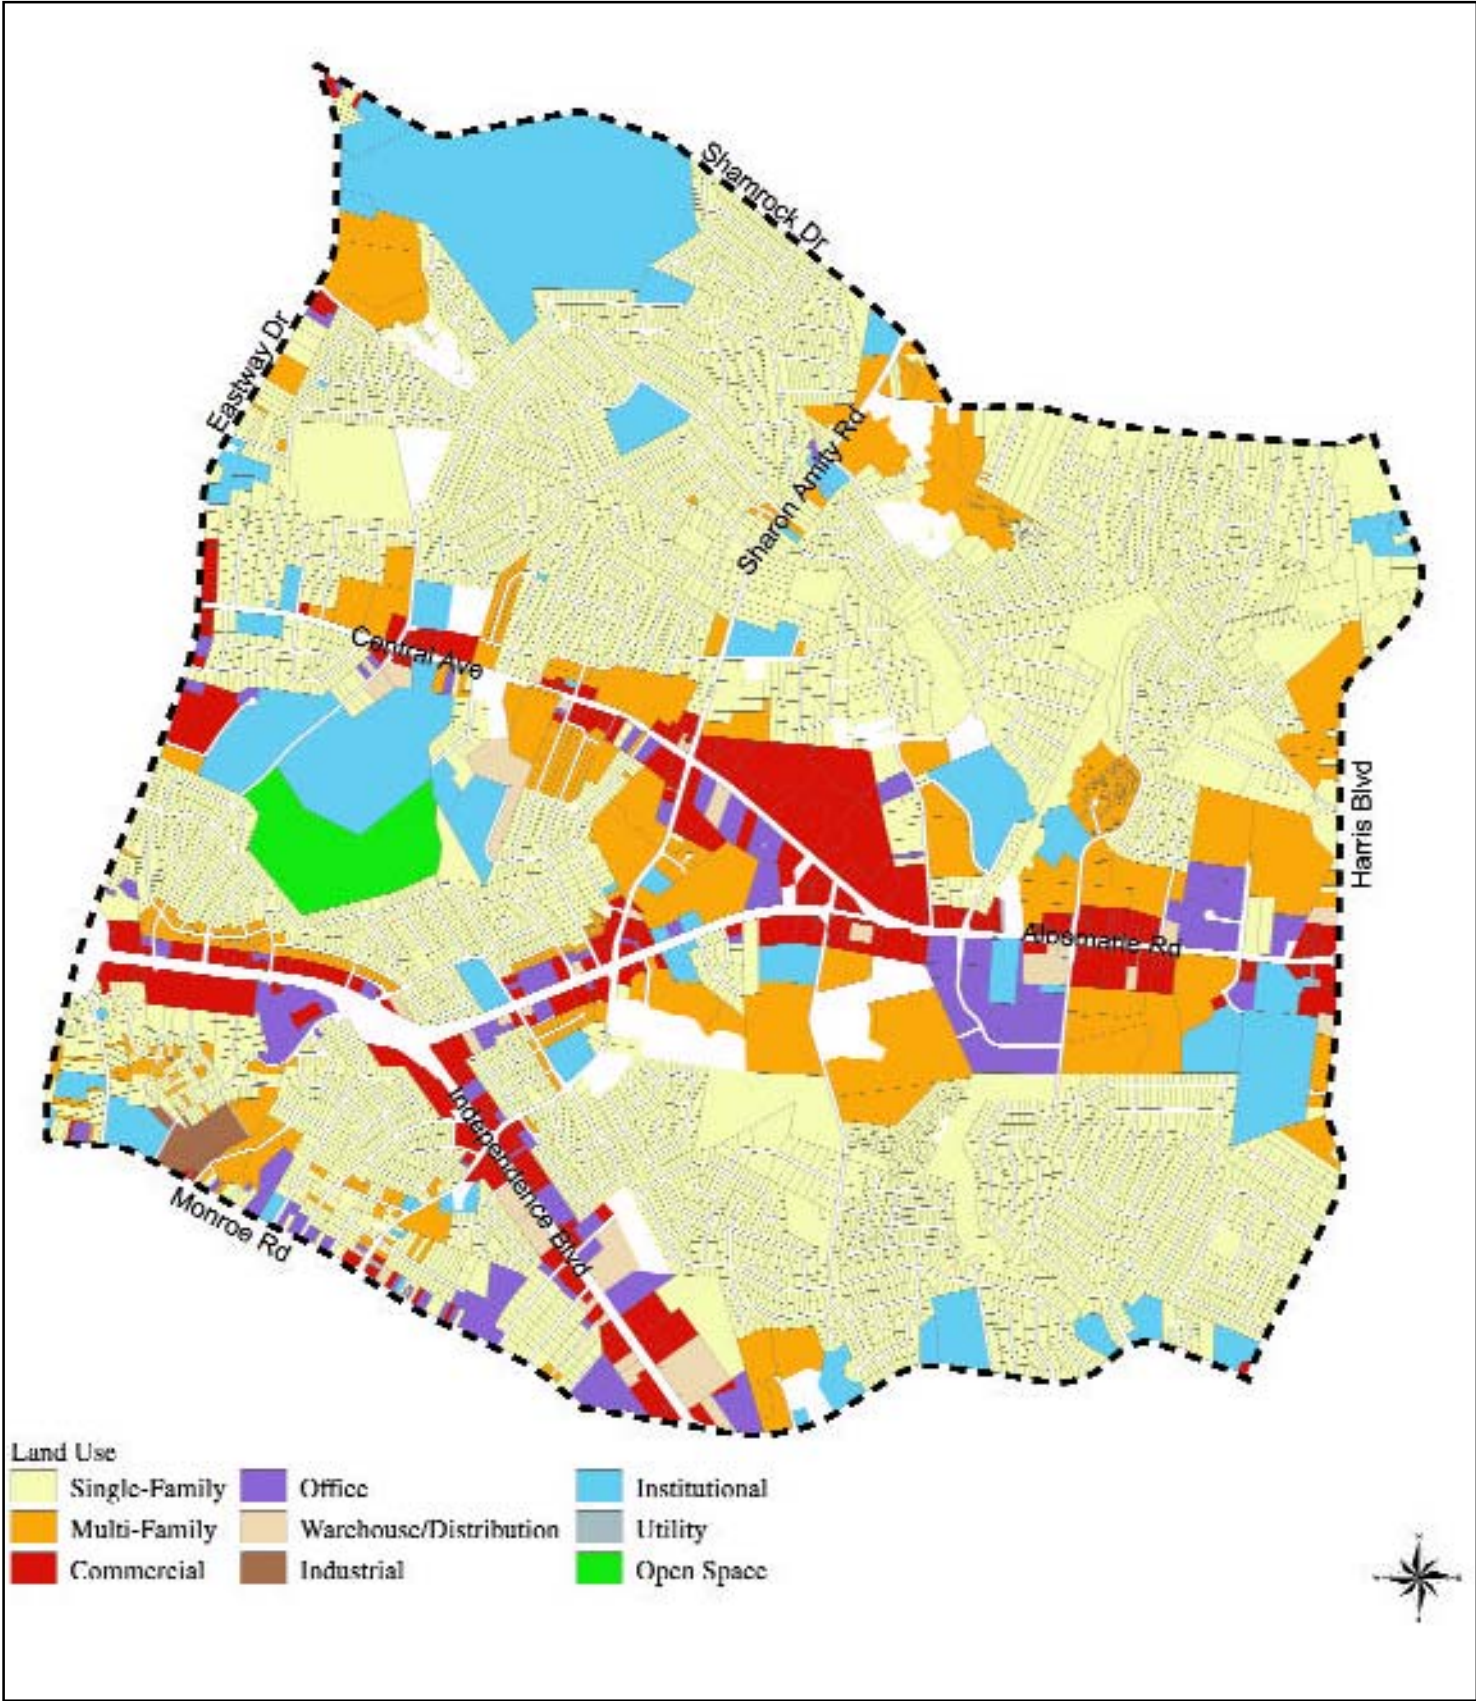 Shamrock Dr
Eastway Dr
Sharon Amity Rd
Central Ave
Harris Blvd
Albemarle Rd
Independence Blvd
Monroe Rd
Land Use
Single-Family
Office
Institutional
Multi-Family
Warehouse/Distribution
Utility
Commercial
Industrial
Open Space